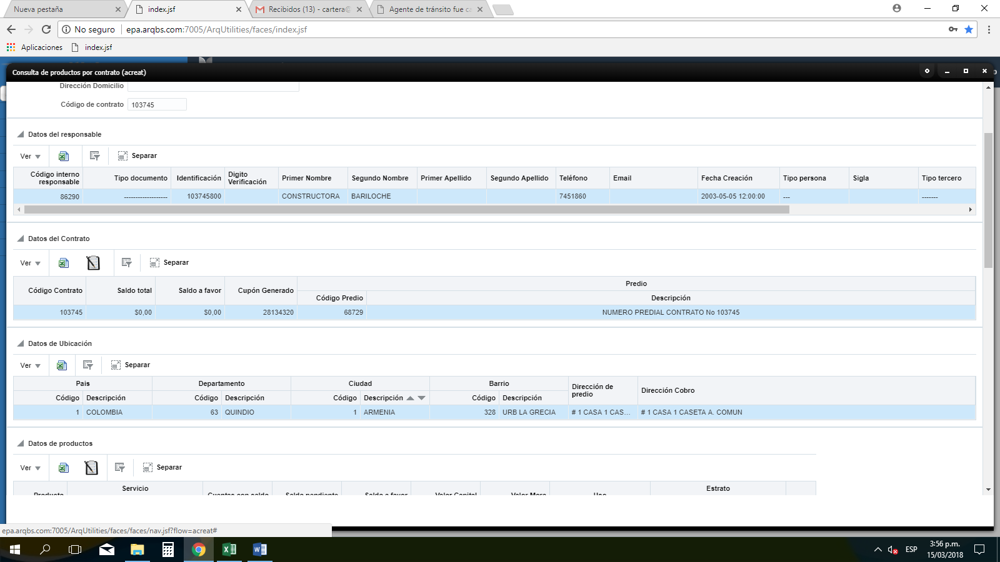 Nueva pestaña
index.jsf
Recibidos (13) - cartera@
Agente de tránsito fue ca
No seguro
epa.arqbs.com:7005/ArqUtilities/faces/index.jsf
Aplicaciones
index.jsf
Consulta de productos por contrato (acreat)
Dirección Domicilio
Código de contrato 103745
Datos del responsable
Ver Separar
Código interno responsable Tipo documento Identificación Digito Verificación Primer Nombre Segundo Nombre Primer Apellido Segundo Apellido Teléfono Email Fecha Creación Tipo persona Sigla Tipo tercero
86290 ------------------- 103745800 CONSTRUCTORA BARILOCHE 7451860 2003-05-05 12:00:00 --- -------
Datos del Contrato
Ver Separar
Código Contrato Saldo total Saldo a favor Cupón Generado Predio
Código Predio Descripción
103745 $0,00 $0,00 28134320 68729 NUMERO PREDIAL CONTRATO No 103745
Datos de Ubicación
Ver Separar
Pais Departamento Ciudad Barrio Dirección de predio Dirección Cobro
Código Descripción Código Descripción Código Descripción Código Descripción
1 COLOMBIA 63 QUINDIO 1 ARMENIA 328 URB LA GRECIA # 1 CASA 1 CAS... # 1 CASA 1 CASETA A. COMUN
Datos de productos
Ver Separar
Servicio Estrato
Producto Cuentas con saldo Saldo pendiente Saldo a favor Valor Capital Valor Mora Uso
epa.arqbs.com:7005/ArqUtilities/faces/faces/nav.jsf?flow=acreat#
ESP
3:56 p.m.
15/03/2018